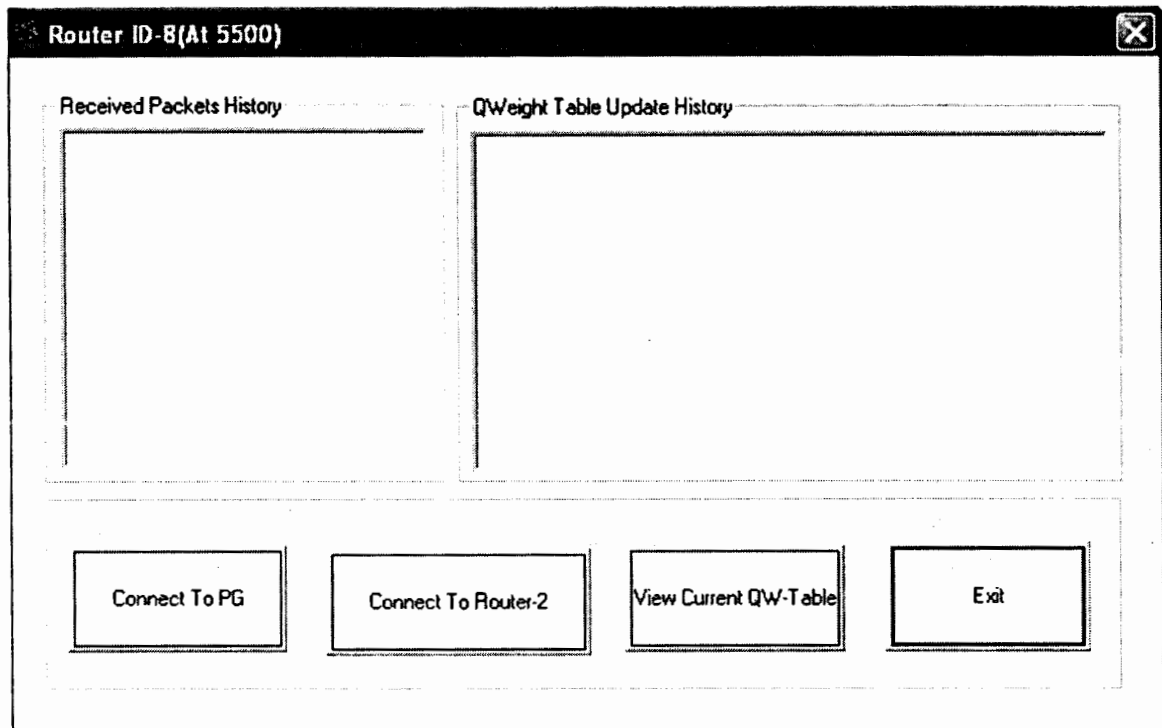 Router ID-8(At 5500)
Received Packets History
QWeight Table Update History
Connect To PG
Connect To Router-2
View Current QW-Table
Exit